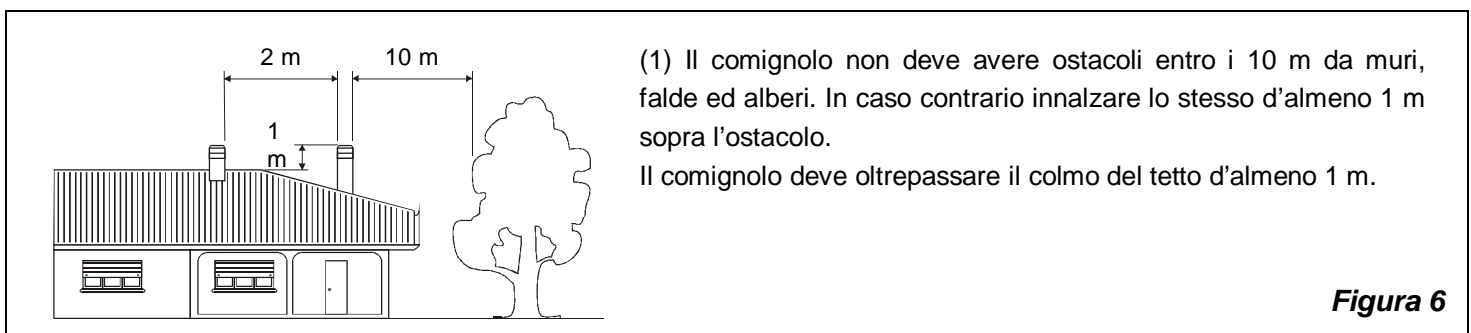 2 m
10 m
1
m
(1) Il comignolo non deve avere ostacoli entro i 10 m da muri,
falde ed alberi. In caso contrario innalzare lo stesso d’almeno 1 m
sopra l’ostacolo.
Il comignolo deve oltrepassare il colmo del tetto d’almeno 1 m.
Figura 6